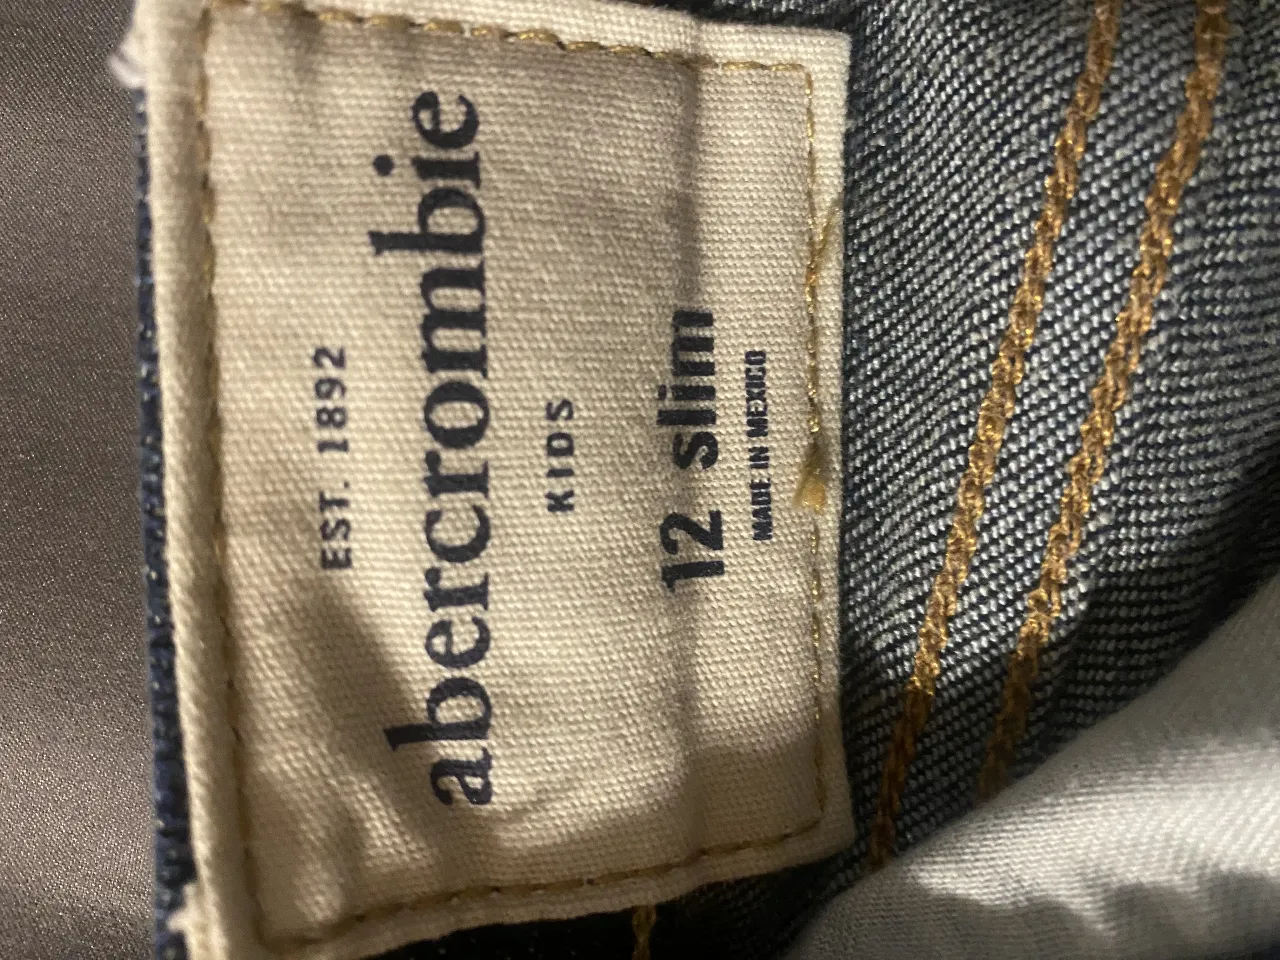 EST. 1892
abercrombie
KIDS
12 slim
MADE IN MEXICO